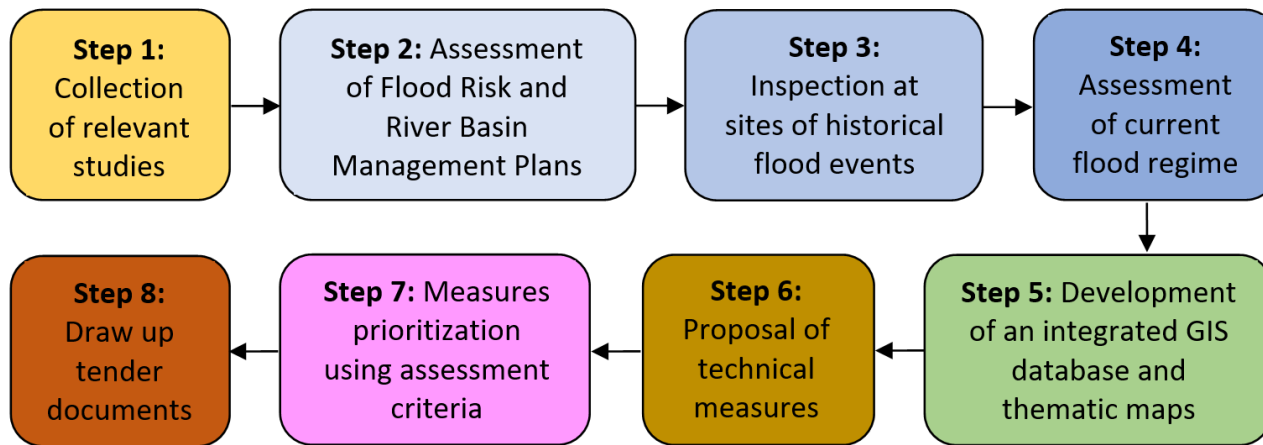 Step 1:
Collection
of relevant
studies
Step 2: Assessment
of Flood Risk and
River Basin
Management Plans
Step 3:
Inspection at
sites of historical
flood events
Step 4:
Assessment
of current
flood regime
Step 5: Development
of an integrated GIS
database and
thematic maps
Step 6:
Proposal of
technical
measures
Step 7: Measures
prioritization
using assessment
criteria
Step 8:
Draw up
tender
documents